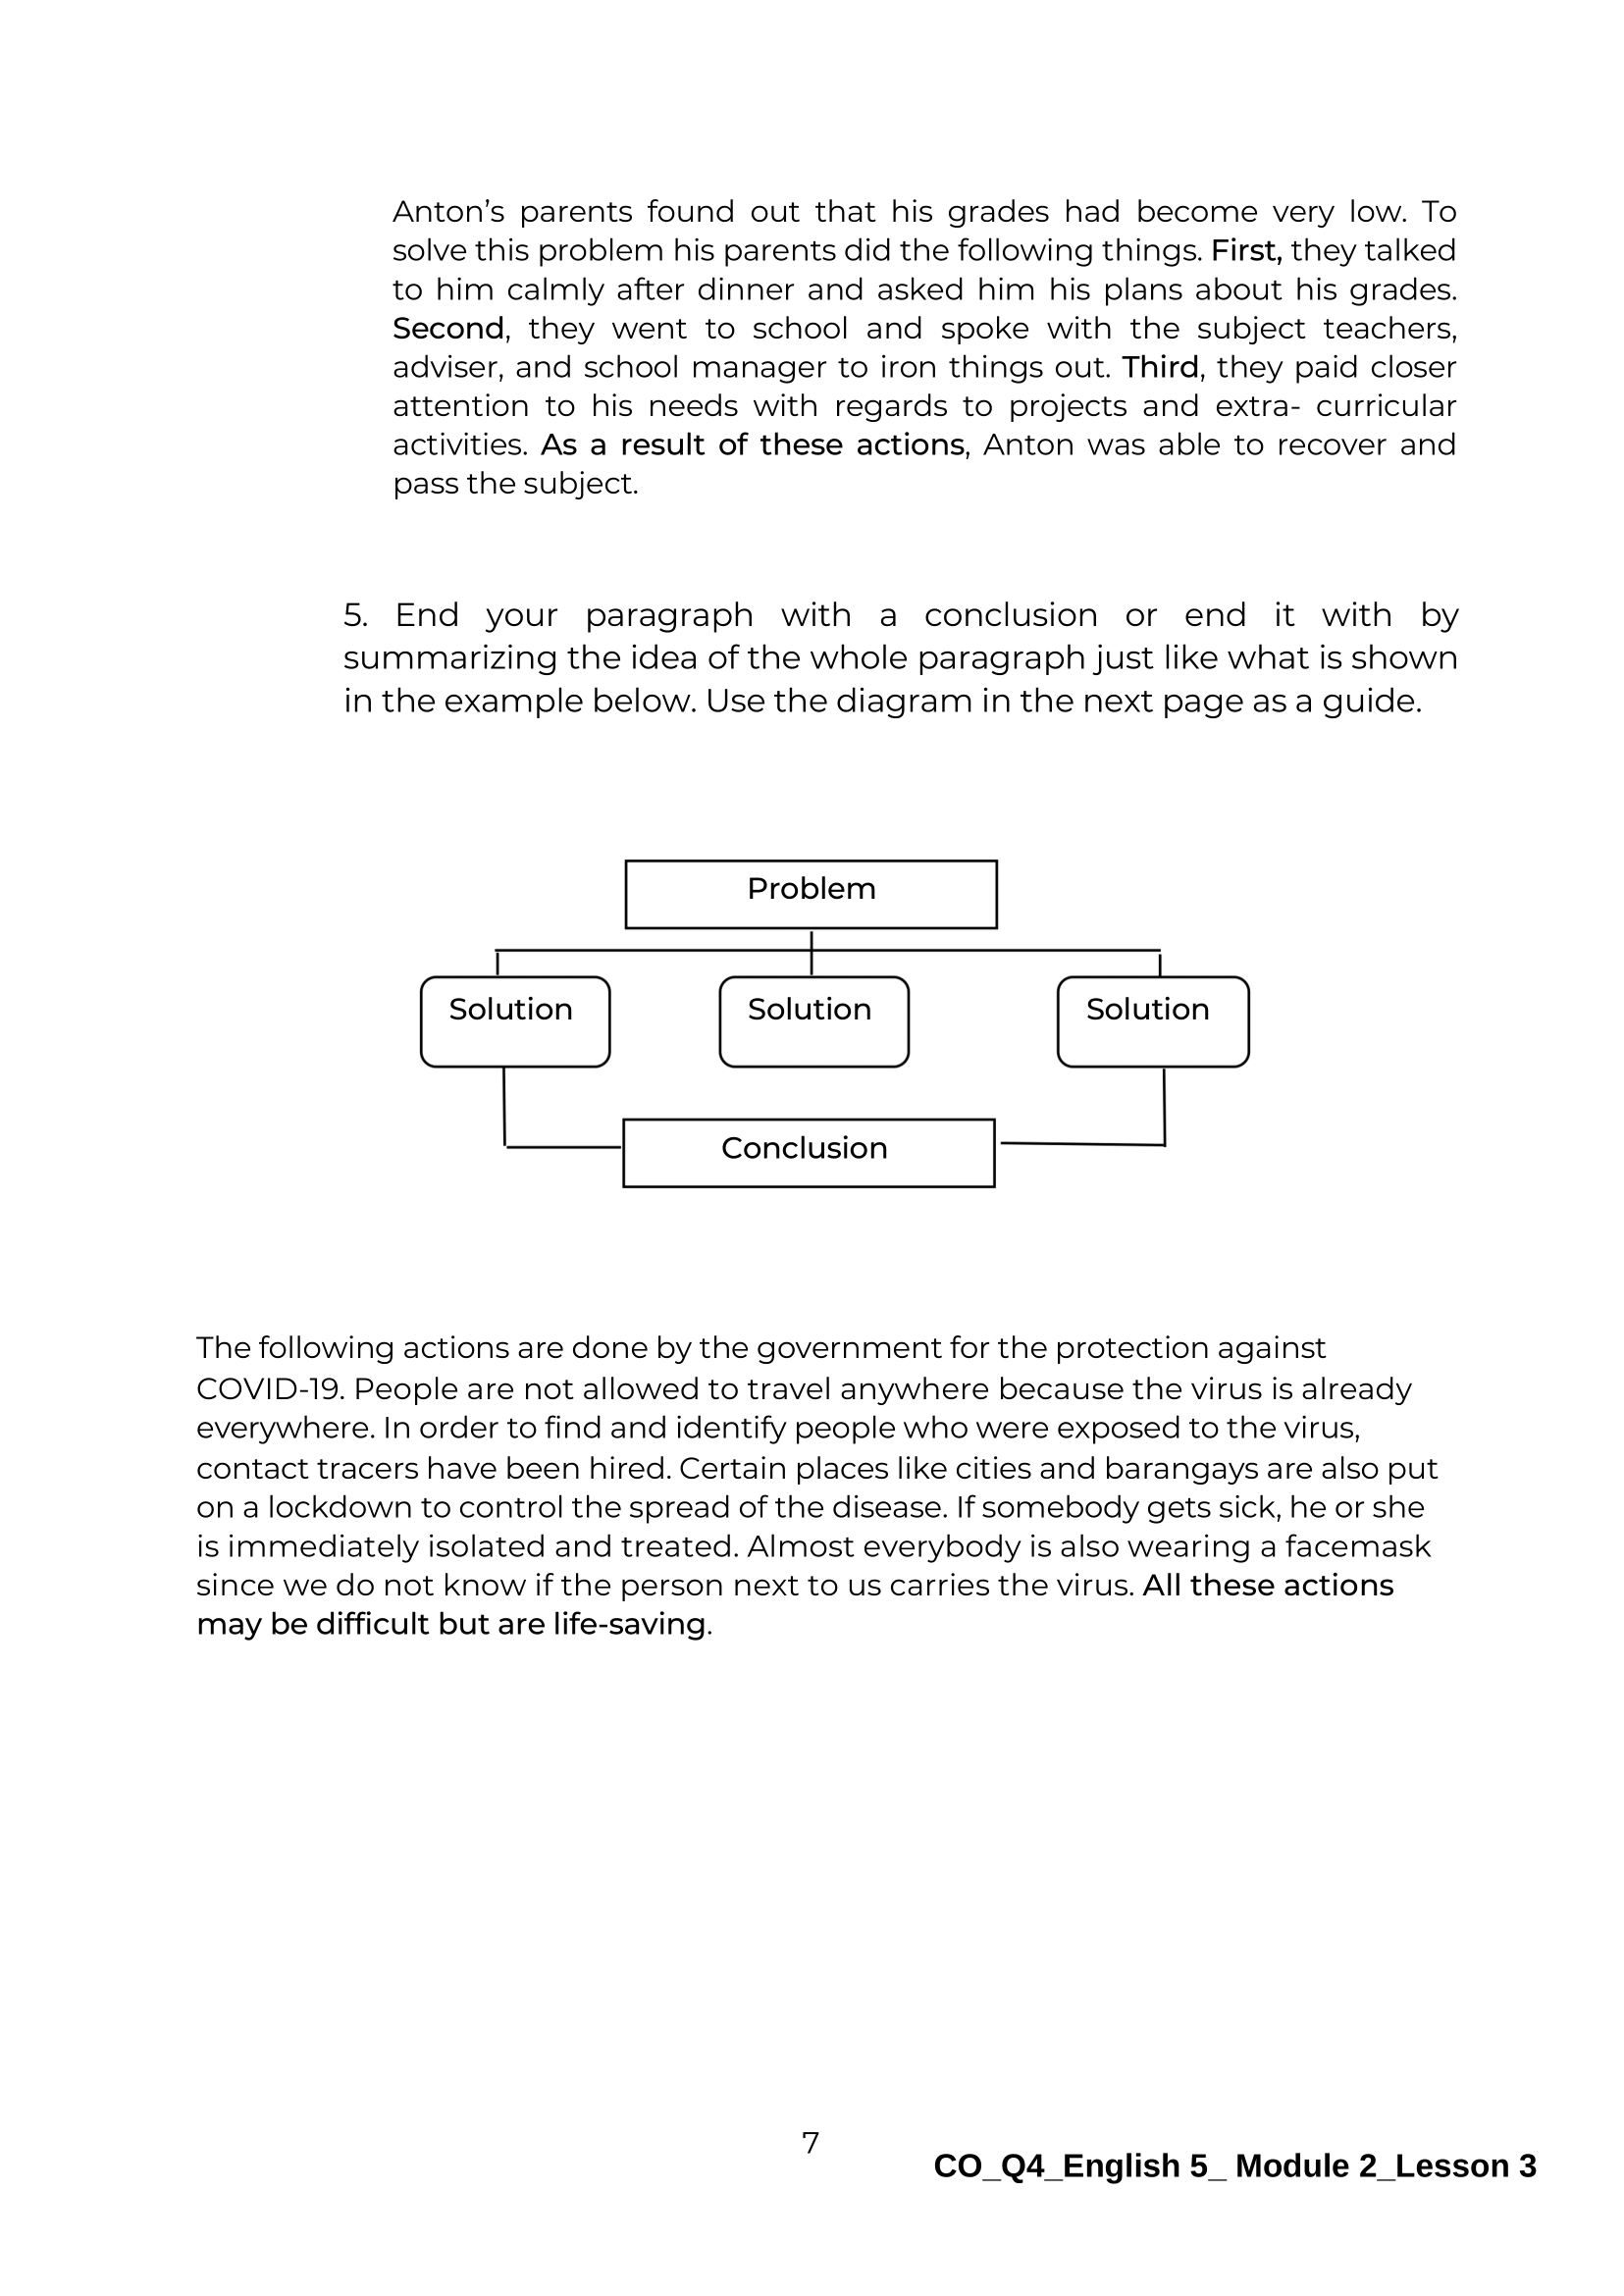 Anton’s parents found out that his grades had become very low. To
solve this problem his parents did the following things. First, they talked
to him calmly after dinner and asked him his plans about his grades.
Second, they went to school and spoke with the subject teachers,
adviser, and school manager to iron things out. Third, they paid closer
attention to his needs with regards to projects and extra- curricular
activities. As a result of these actions, Anton was able to recover and
pass the subject.
5. End your paragraph with a conclusion or end it with by
summarizing the idea of the whole paragraph just like what is shown
in the example below. Use the diagram in the next page as a guide.
Problem
Solution Solution Solution
Conclusion
The following actions are done by the government for the protection against
COVID-19. People are not allowed to travel anywhere because the virus is already
everywhere. In order to find and identify people who were exposed to the virus,
contact tracers have been hired. Certain places like cities and barangays are also put
on a lockdown to control the spread of the disease. If somebody gets sick, he or she
is immediately isolated and treated. Almost everybody is also wearing a facemask
since we do not know if the person next to us carries the virus. All these actions
may be difficult but are life-saving.
7
CO_Q4_English 5_ Module 2_Lesson 3